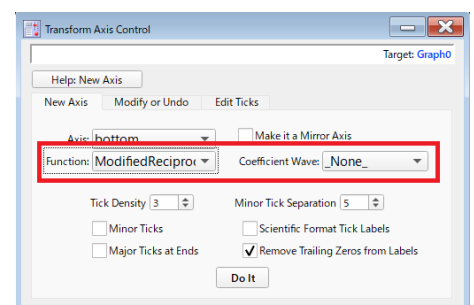 Transform Axis Control
Target: Graph0
Help: New Axis
New Axis Modify or Undo Edit Ticks
Axis: bottom Make it a Mirror Axis
Function: ModifiedReciproc Coefficient Wave: _None_
Tick Density 3 Minor Tick Separation 5
Minor Ticks Scientific Format Tick Labels
Major Ticks at Ends Remove Trailing Zeros from Labels
Do It